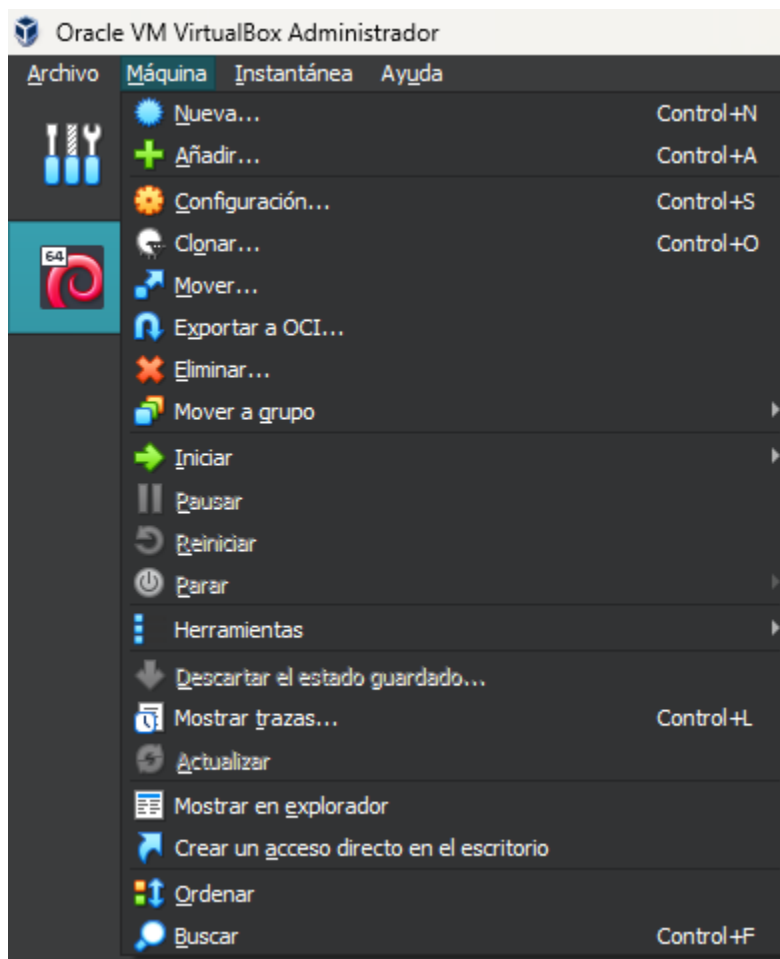 Oracle VM VirtualBox Administrador
Archivo Máquina Instantánea Ayuda
Nueva... Control+N
Añadir... Control+A
Configuración... Control+S
64
Clonar... Control+O
Mover...
Exportar a OCI...
Eliminar...
Mover a grupo
Iniciar
Pausar
Reiniciar
Parar
Herramientas
Descartar el estado guardado...
Mostrar trazas... Control+L
Actualizar
Mostrar en explorador
Crear un acceso directo en el escritorio
Ordenar
Buscar Control+F